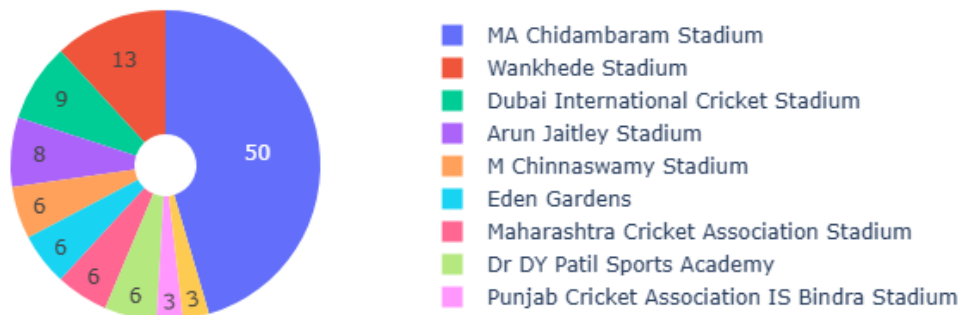 13
9
50
8
6
6
6
6
3
3
MA Chidambaram Stadium
Wankhede Stadium
Dubai International Cricket Stadium
Arun Jaitley Stadium
M Chinnaswamy Stadium
Eden Gardens
Maharashtra Cricket Association Stadium
Dr DY Patil Sports Academy
Punjab Cricket Association IS Bindra Stadium